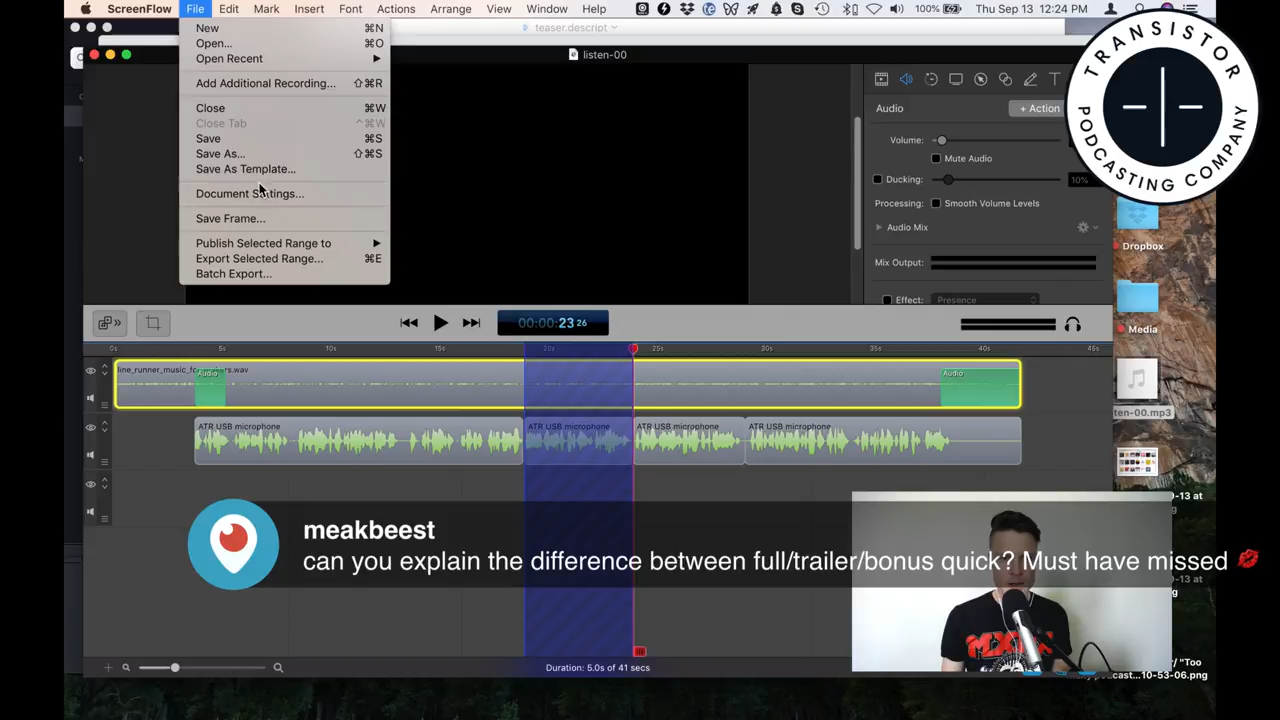 ScreenFlow File Edit Mark Insert Font Actions Arrange View Window Help 100% Thu Sep 13 12:24 PM
teaser.descript
listen-00
New ⌘N
Open... ⌘O
Open Recent
Add Additional Recording... ⇧⌘R
Close ⌘W
Close Tab ^⌘W
Save ⌘S
Save As... ⇧⌘S
Save As Template...
Document Settings...
Save Frame...
Publish Selected Range to
Export Selected Range... ⌘E
Batch Export...
Audio
+ Action
Volume:
Mute Audio
Ducking: 10%
Processing: Smooth Volume Levels
Audio Mix
Mix Output:
Effect: Presence
TRANSISTOR
PODCASTING COMPANY
Dropbox
Media
ten-00.mp3
00:00:23 26
0s 5s 10s 15s 20s 25s 30s 35s 40s 45s
Audio
Audio
ATR USB microphone
ATR USB microphone
ATR USB microphone
ATR USB microphone
meakbeest
can you explain the difference between full/trailer/bonus quick? Must have missed 💋
Duration: 5.0s of 41 secs